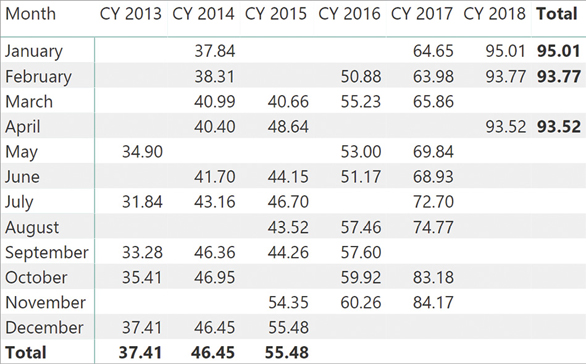 Month CY 2013 CY 2014 CY 2015 CY 2016 CY 2017 CY 2018 Total
January 37.84 64.65 95.01 95.01
February 38.31 50.88 63.98 93.77 93.77
March 40.99 40.66 55.23 65.86
April 40.40 48.64 93.52 93.52
May 34.90 53.00 69.84
June 41.70 44.15 51.17 68.93
July 31.84 43.16 46.70 72.70
August 43.52 57.46 74.77
September 33.28 46.36 44.26 57.60
October 35.41 46.95 59.92 83.18
November 54.35 60.26 84.17
December 37.41 46.45 55.48
Total 37.41 46.45 55.48